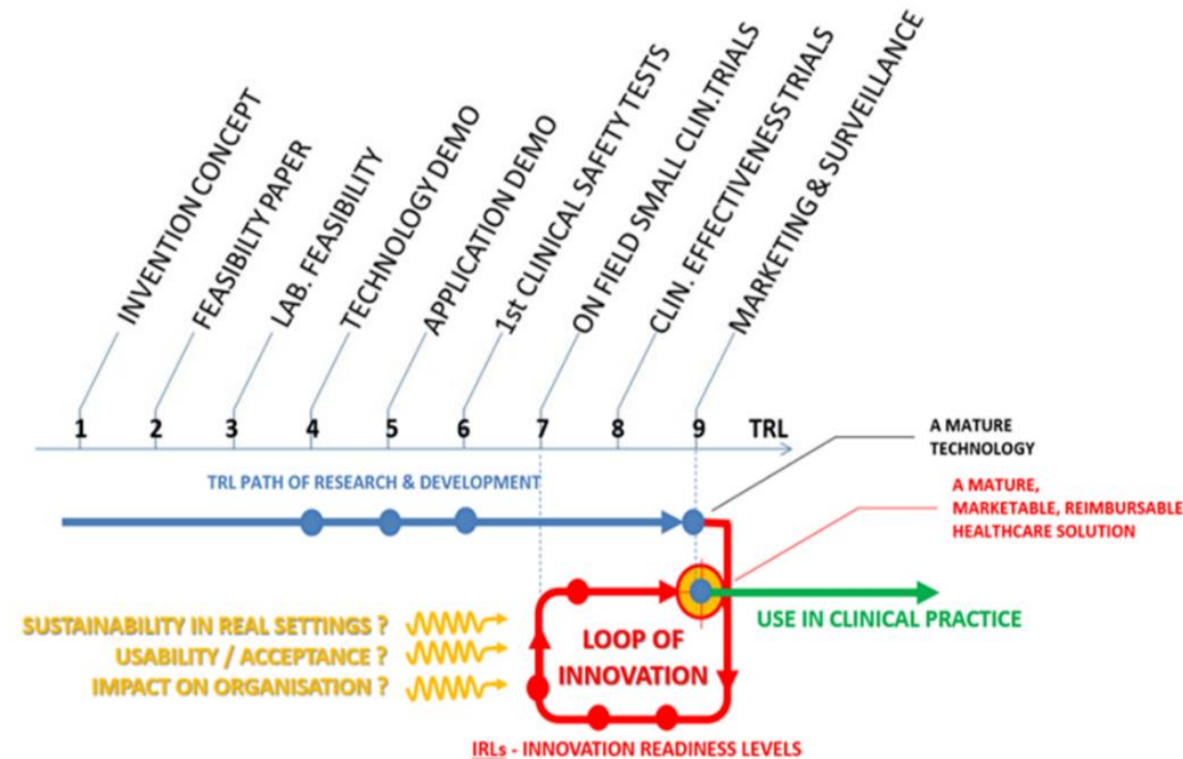 INVENTION CONCEPT
FEASIBILTY PAPER
LAB. FEASIBILITY
TECHNOLOGY DEMO
APPLICATION DEMO
1st CLINICAL SAFETY TESTS
ON FIELD SMALL CLIN.TRIALS
CLIN. EFFECTIVENESS TRIALS
MARKETING & SURVEILLANCE
1 2 3 4 5 6 7 8 9 TRL
A MATURE
TECHNOLOGY
TRL PATH OF RESEARCH & DEVELOPMENT
A MATURE,
MARKETABLE, REIMBURSABLE
HEALTHCARE SOLUTION
SUSTAINABILITY IN REAL SETTINGS ?
USABILITY / ACCEPTANCE ?
IMPACT ON ORGANISATION ?
LOOP OF
INNOVATION
USE IN CLINICAL PRACTICE
IRLs - INNOVATION READINESS LEVELS